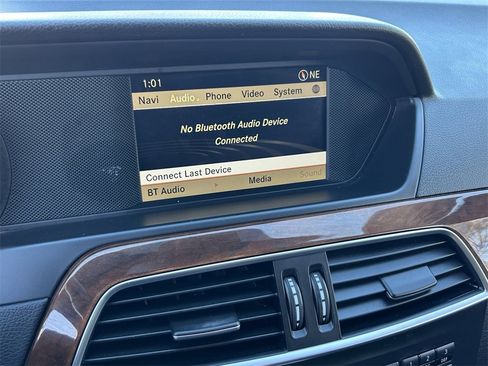 1:01 NE
Navi Audio Phone Video System
No Bluetooth Audio Device
Connected
Connect Last Device
BT Audio Media Sound